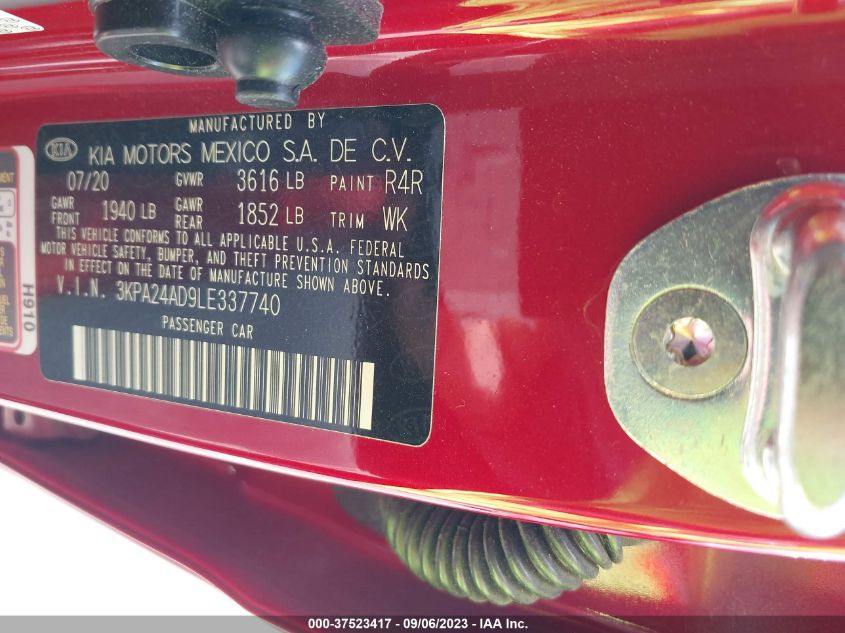 MANUFACTURED BY
KIA KIA MOTORS MEXICO S.A. DE C.V.
07/20 GVWR 3616 LB PAINT R4R
GAWR FRONT 1940 LB GAWR REAR 1852 LB TRIM WK
THIS VEHICLE CONFORMS TO ALL APPLICABLE U.S.A. FEDERAL
MOTOR VEHICLE SAFETY, BUMPER, AND THEFT PREVENTION STANDARDS
IN EFFECT ON THE DATE OF MANUFACTURE SHOWN ABOVE.
V.I.N. 3KPA24AD9LE337740
PASSENGER CAR
H910
000-37523417 - 09/06/2023 - IAA Inc.